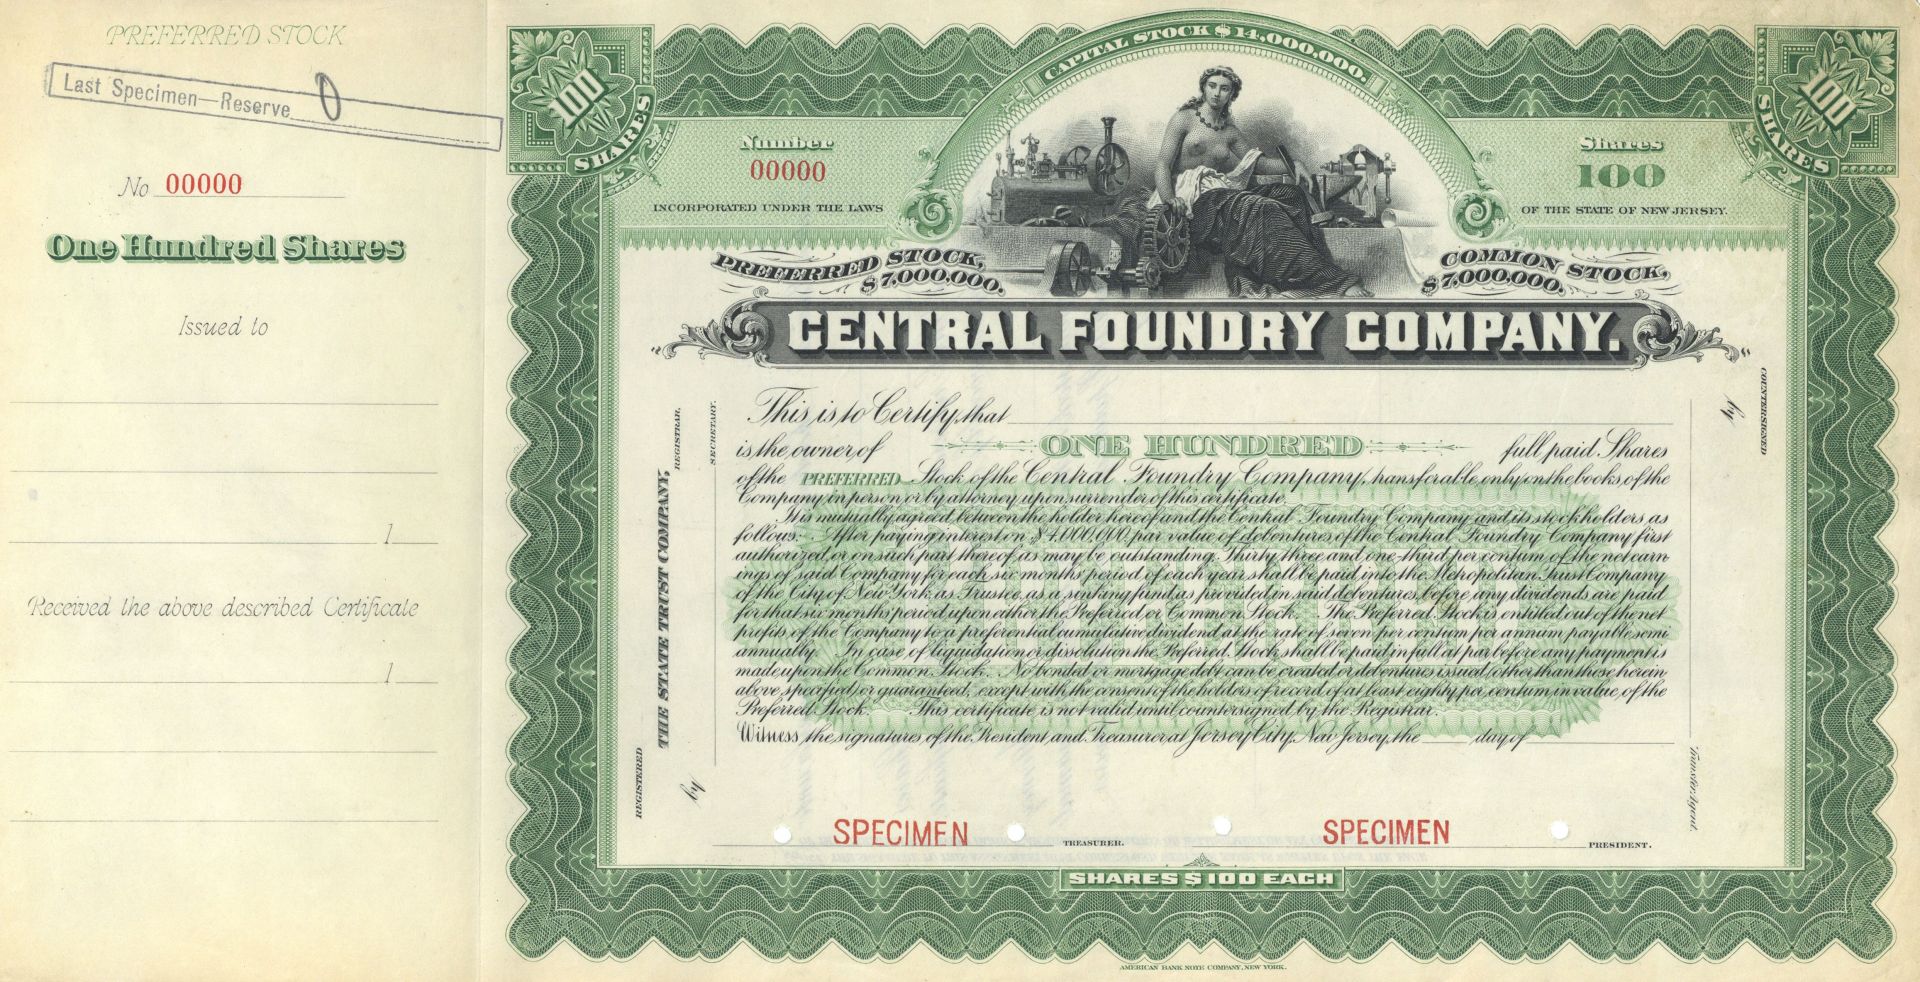 PREFERRED STOCK
Last Specimen—Reserve 0
No 00000
One Hundred Shares
Issued to
1
Received the above described Certificate
1
100
SHARES
CAPITAL STOCK $14,000,000.
100
SHARES
Number
00000
Shares
100
INCORPORATED UNDER THE LAWS
OF THE STATE OF NEW JERSEY.
PREFERRED STOCK,
$7,000,000.
COMMON STOCK,
$7,000,000.
CENTRAL FOUNDRY COMPANY.
This is to Certify that
is the owner of ONE HUNDRED full paid Shares
of the PREFERRED Stock of the Central Foundry Company, transferable only on the books of the
Company in person or by attorney upon surrender of this certificate.
It is mutually agreed between the holder hereof and the Central Foundry Company and its stockholders as
follows: After paying interest on $4,000,000 par value of debentures of the Central Foundry Company first
authorized or on such part thereof as may be outstanding. Thirty three and one-third per centum of the net earn
ings of said Company for each six months period of each year shall be paid into the Metropolitan Trust Company
of the City of New York as Trustee, as a sinking fund as provided in said debentures, before any dividends are paid
for that six months period upon either the Preferred or Common Stock. The Preferred Stock is entitled out of the net
profits of the Company to a preferential cumulative dividend at the rate of seven per centum per annum payable semi
annually. In case of liquidation or dissolution the Preferred Stock shall be paid in full at par before any payment is
made upon the Common Stock. No bonded or mortgage debt can be created or debentures issued, (other than those herein
above specified) or guaranteed, except with the consent of the holders of record of at least eighty per centum in value, of the
Preferred Stock. This certificate is not valid until countersigned by the Registrar.
Witness, the signatures of the President and Treasurer at Jersey City, New Jersey, the day of
REGISTERED
THE STATE TRUST COMPANY,
REGISTRAR.
by
SECRETARY.
COUNTERSIGNED
by
Transfer Agent.
SPECIMEN
TREASURER.
SPECIMEN
PRESIDENT.
SHARES $100 EACH
AMERICAN BANK NOTE COMPANY, NEW YORK.